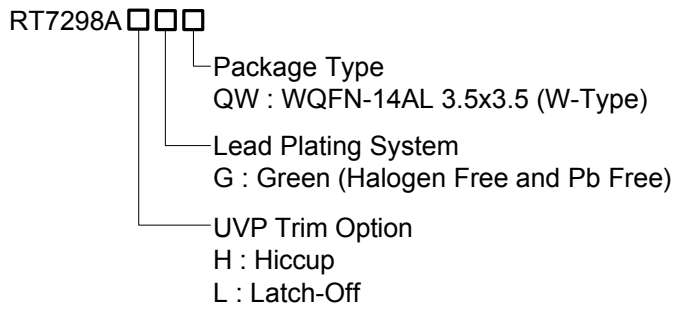 RT7298A
Package Type
QW : WQFN-14AL 3.5x3.5 (W-Type)
Lead Plating System
G : Green (Halogen Free and Pb Free)
UVP Trim Option
H : Hiccup
L : Latch-Off